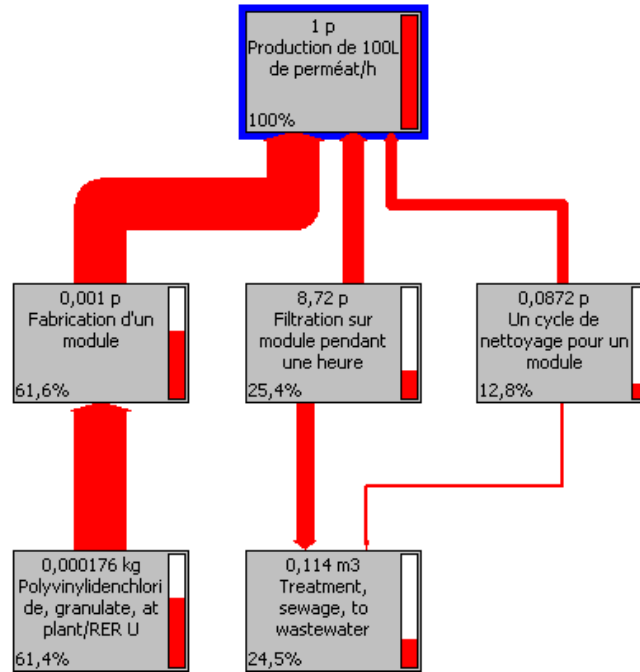 1 p
Production de 100L
de perméat/h
100%
0,001 p
Fabrication d'un
module
61,6%
8,72 p
Filtration sur
module pendant
une heure
25,4%
0,0872 p
Un cycle de
nettoyage pour un
module
12,8%
0,000176 kg
Polyvinylidenchlori
de, granulate, at
plant/RER U
61,4%
0,114 m3
Treatment,
sewage, to
wastewater
24,5%